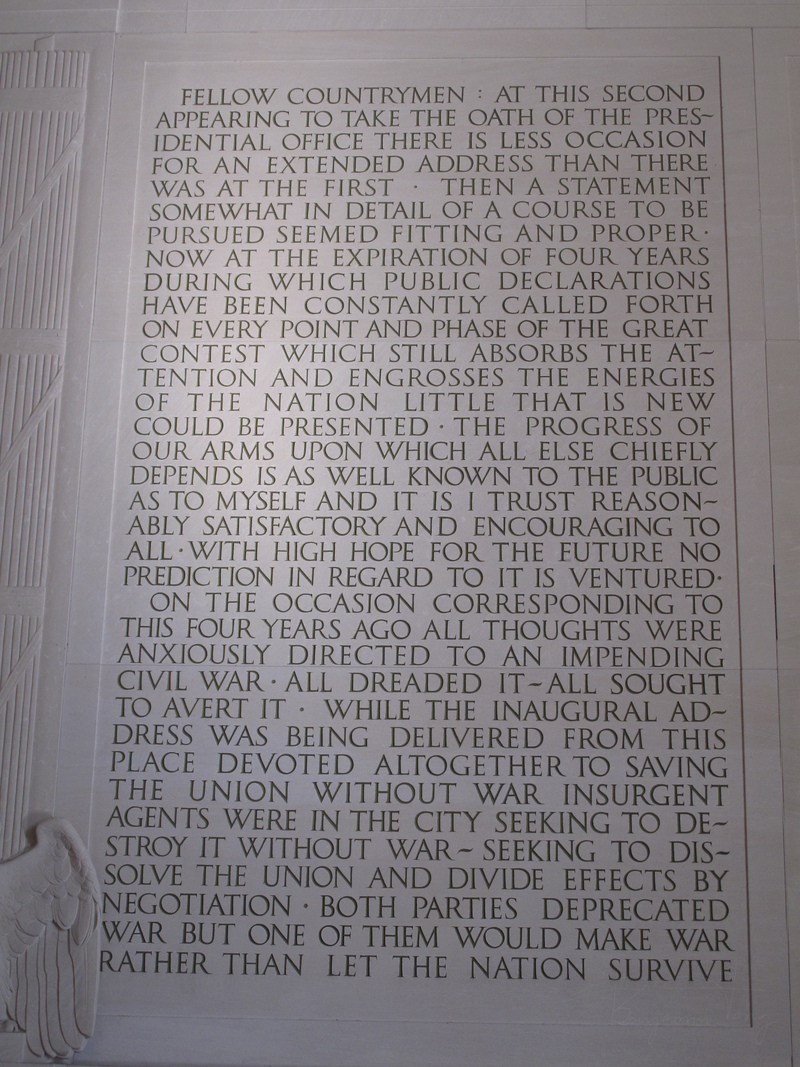 FELLOW COUNTRYMEN : AT THIS SECOND
APPEARING TO TAKE THE OATH OF THE PRES~
IDENTIAL OFFICE THERE IS LESS OCCASION
FOR AN EXTENDED ADDRESS THAN THERE
WAS AT THE FIRST · THEN A STATEMENT
SOMEWHAT IN DETAIL OF A COURSE TO BE
PURSUED SEEMED FITTING AND PROPER ·
NOW AT THE EXPIRATION OF FOUR YEARS
DURING WHICH PUBLIC DECLARATIONS
HAVE BEEN CONSTANTLY CALLED FORTH
ON EVERY POINT AND PHASE OF THE GREAT
CONTEST WHICH STILL ABSORBS THE AT~
TENTION AND ENGROSSES THE ENERGIES
OF THE NATION LITTLE THAT IS NEW
COULD BE PRESENTED · THE PROGRESS OF
OUR ARMS UPON WHICH ALL ELSE CHIEFLY
DEPENDS IS AS WELL KNOWN TO THE PUBLIC
AS TO MYSELF AND IT IS I TRUST REASON~
ABLY SATISFACTORY AND ENCOURAGING TO
ALL · WITH HIGH HOPE FOR THE FUTURE NO
PREDICTION IN REGARD TO IT IS VENTURED ·
ON THE OCCASION CORRESPONDING TO
THIS FOUR YEARS AGO ALL THOUGHTS WERE
ANXIOUSLY DIRECTED TO AN IMPENDING
CIVIL WAR · ALL DREADED IT ~ ALL SOUGHT
TO AVERT IT · WHILE THE INAUGURAL AD~
DRESS WAS BEING DELIVERED FROM THIS
PLACE DEVOTED ALTOGETHER TO SAVING
THE UNION WITHOUT WAR INSURGENT
AGENTS WERE IN THE CITY SEEKING TO DE~
STROY IT WITHOUT WAR ~ SEEKING TO DIS~
SOLVE THE UNION AND DIVIDE EFFECTS BY
NEGOTIATION · BOTH PARTIES DEPRECATED
WAR BUT ONE OF THEM WOULD MAKE WAR
RATHER THAN LET THE NATION SURVIVE